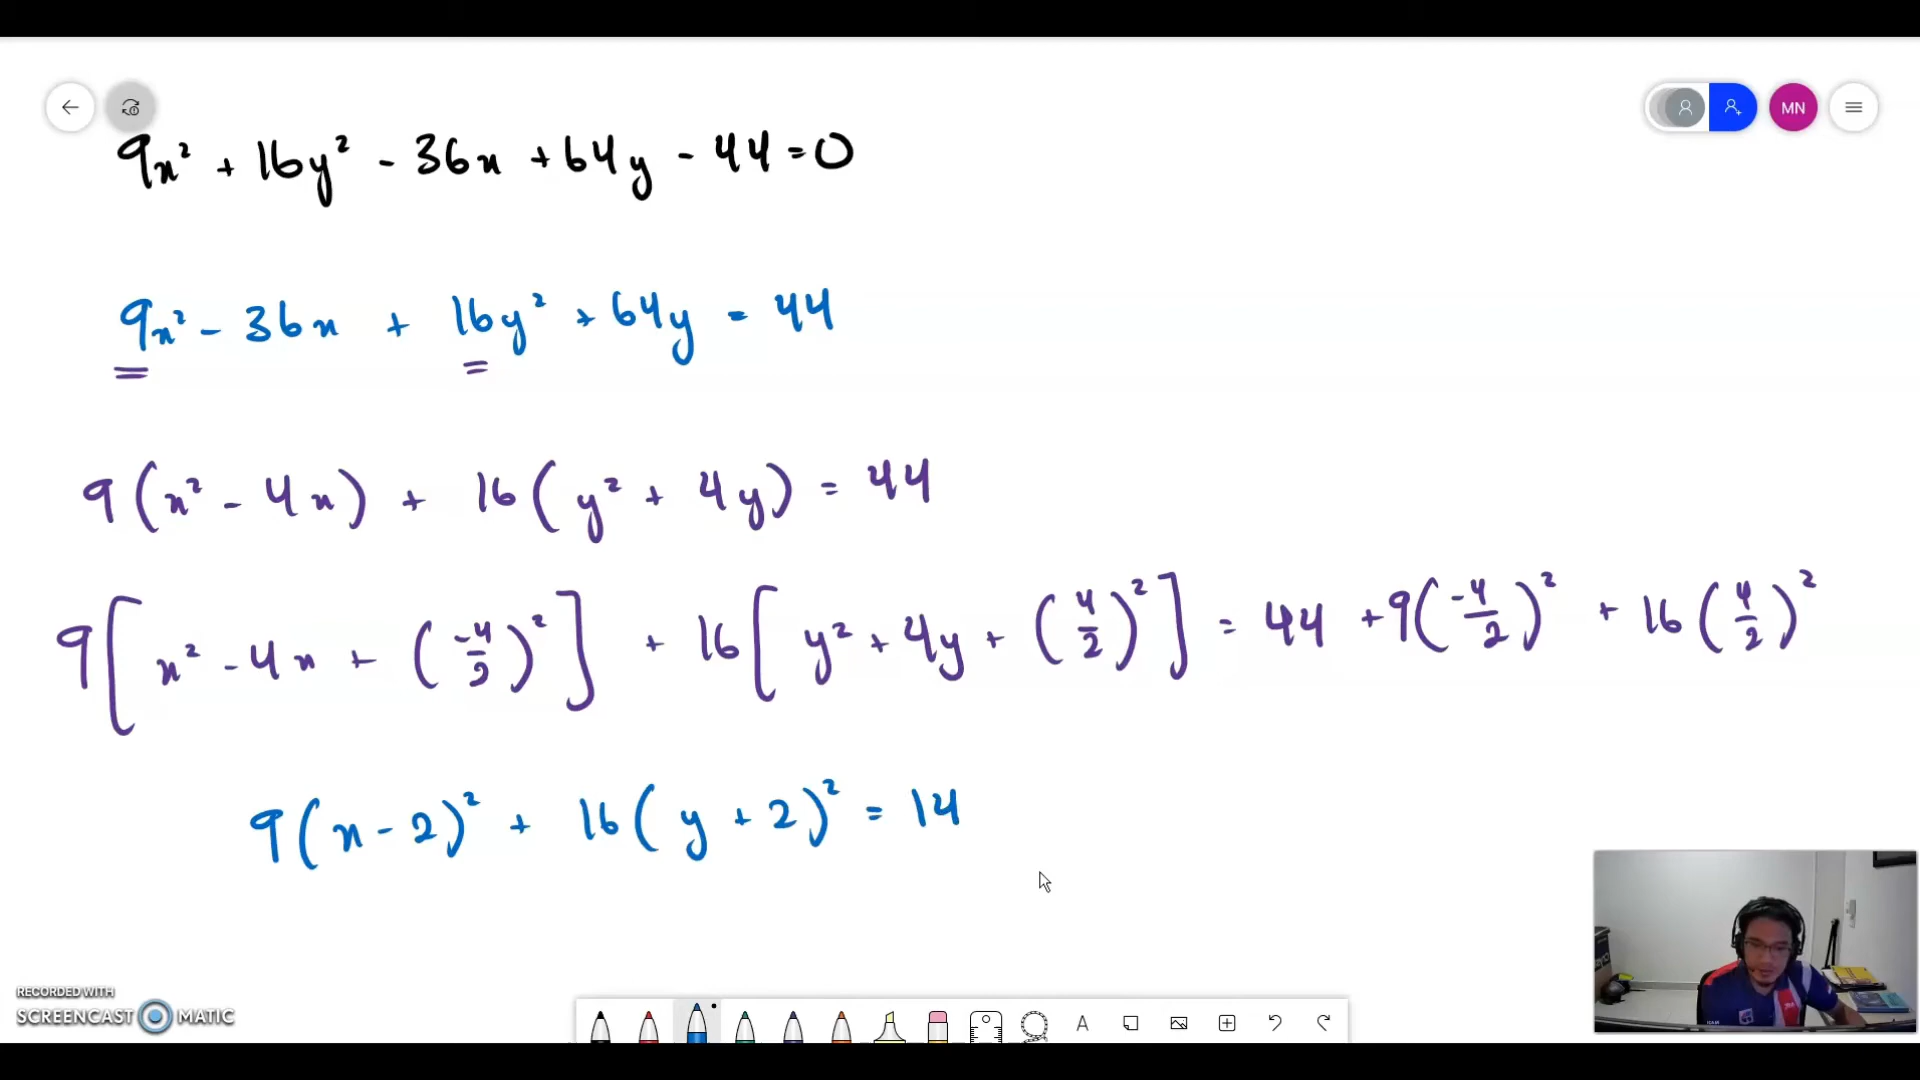 MN
9x² + 16y² - 36x + 64y - 44 = 0
9x² - 36x + 16y² + 64y = 44
9(x² - 4x) + 16(y² + 4y) = 44
9[x² - 4x + (-4/2)²] + 16[y² + 4y + (4/2)²] = 44 + 9(-4/2)² + 16(4/2)²
9(x - 2)² + 16(y + 2)² = 14
RECORDED WITH
SCREENCAST MATIC
A